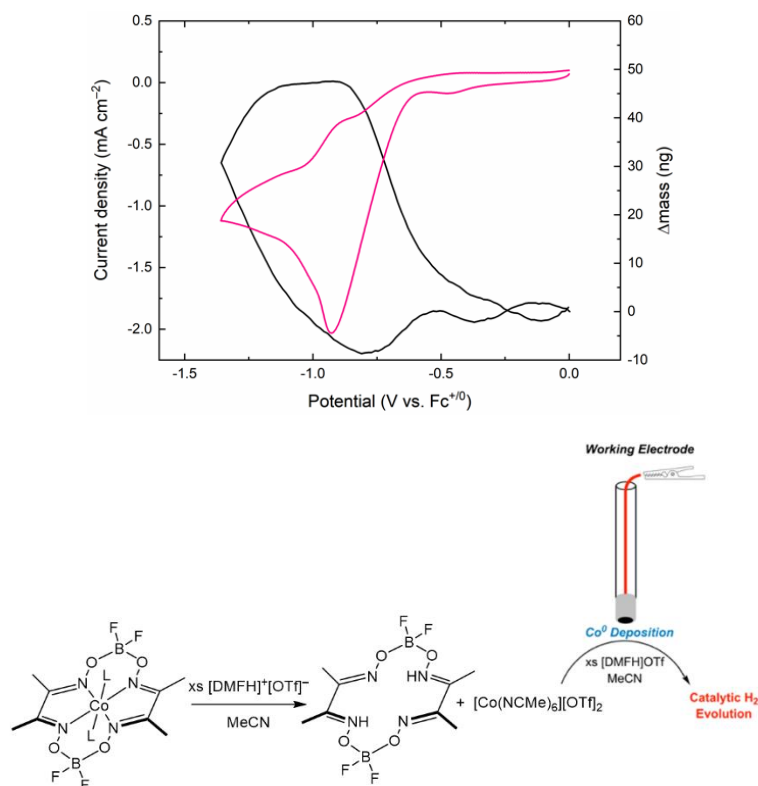 60
50
40
30
20
10
0
-10
0.0
-0.5
-1.0
-1.5
-2.0
Current density (mA cm⁻²)
Δmass (ng)
-1.5
-1.0
-0.5
0.0
Potential (V vs. Fc⁺/⁰)
Working Electrode
Co⁰ Deposition
xs [DMFH]OTf
MeCN
Catalytic H₂
Evolution
F F
B
O O
L
N N
Co
N N
L
O O
B
F F
xs [DMFH]⁺[OTf]⁻
MeCN
F F
B
O O
N HN
NH N
O O
B
F F
+ [Co(NCMe)₆][OTf]₂